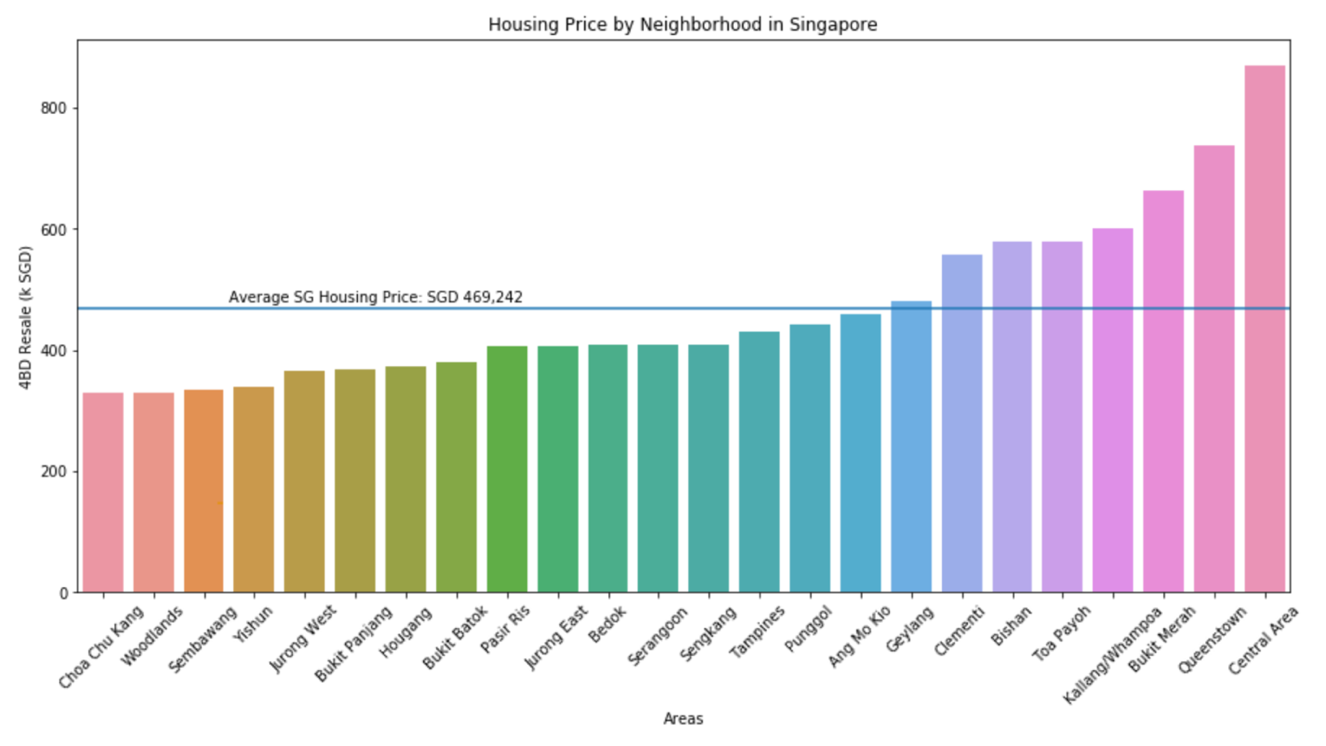 Housing Price by Neighborhood in Singapore
800
600
400
200
0
4BD Resale (k SGD)
Average SG Housing Price: SGD 469,242
Choa Chu Kang
Woodlands
Sembawang
Yishun
Jurong West
Bukit Panjang
Hougang
Bukit Batok
Pasir Ris
Jurong East
Bedok
Serangoon
Sengkang
Tampines
Punggol
Ang Mo Kio
Geylang
Clementi
Bishan
Toa Payoh
Kallang/Whampoa
Bukit Merah
Queenstown
Central Area
Areas